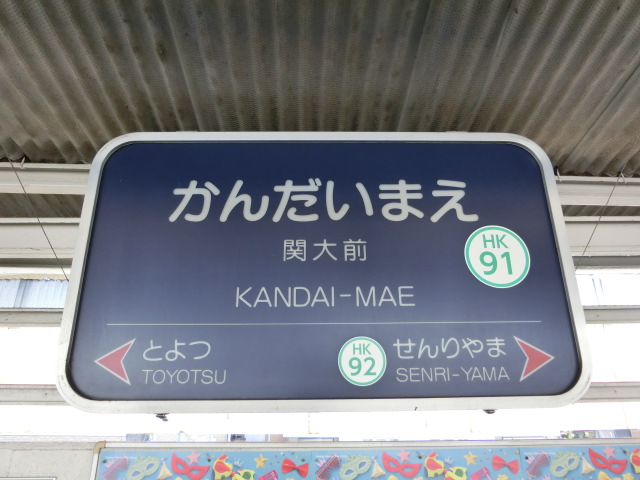 かんだいまえ
関大前
HK
91
KANDAI-MAE
とよつ
TOYOTSU
HK
92
せんりやま
SENRI-YAMA